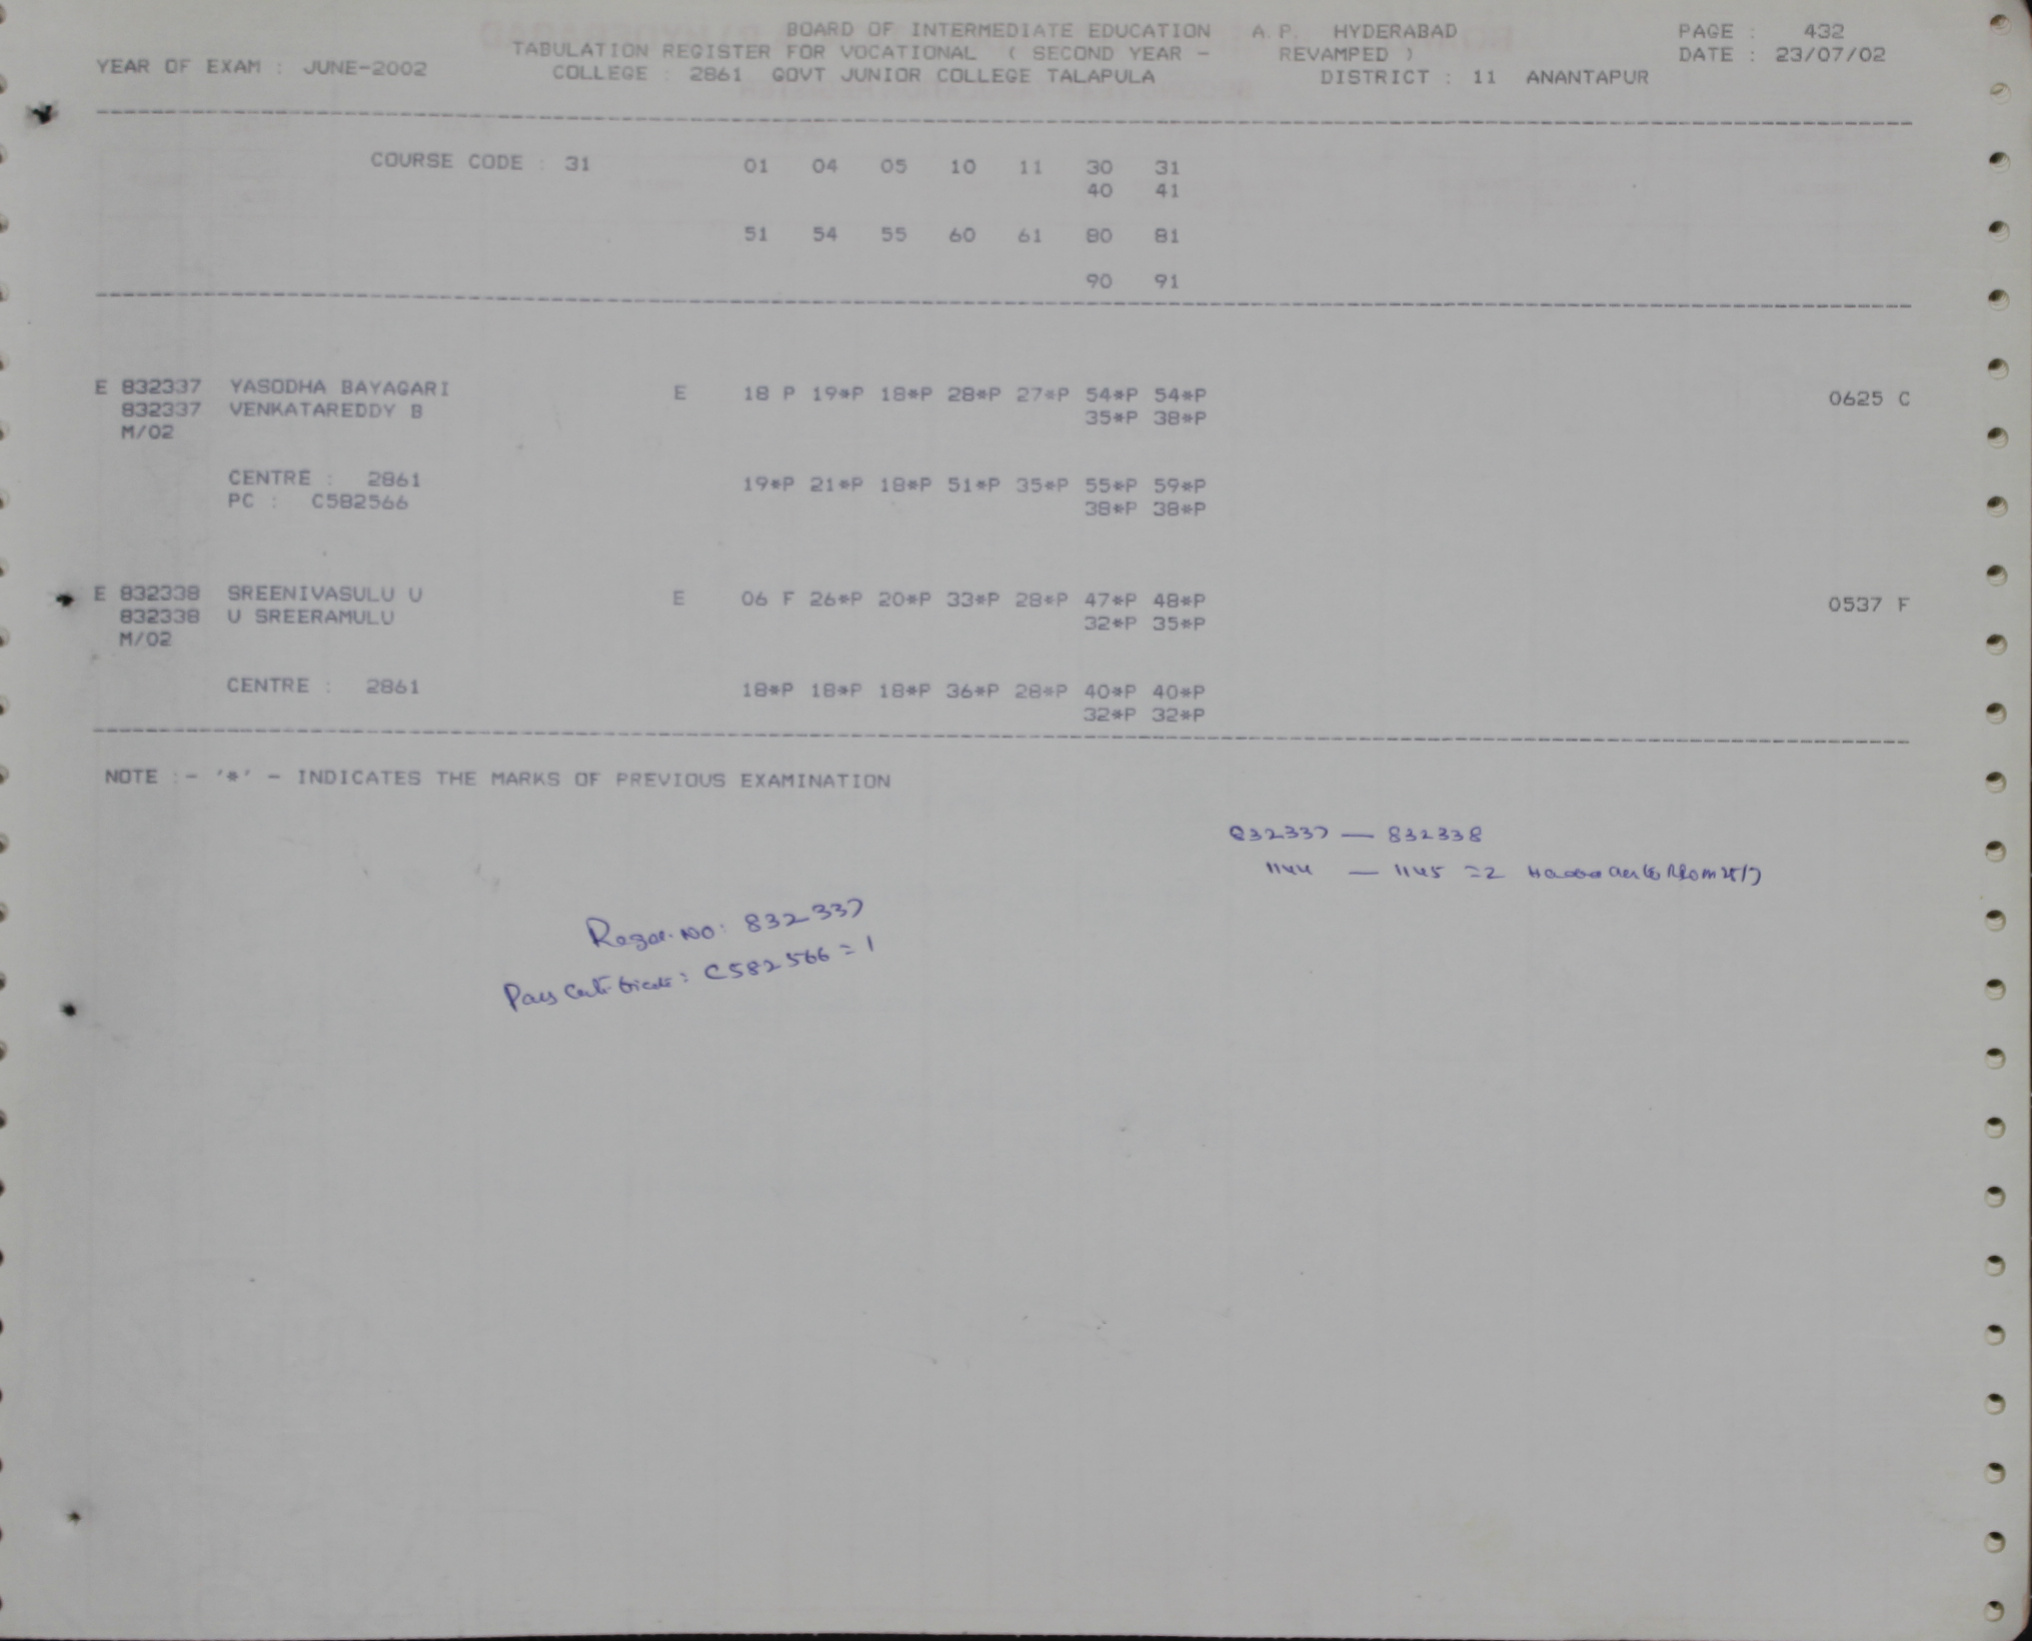 BOARD OF INTERMEDIATE EDUCATION A.P. HYDERABAD PAGE : 432
TABULATION REGISTER FOR VOCATIONAL ( SECOND YEAR - REVAMPED ) DATE : 23/07/02
YEAR OF EXAM : JUNE-2002 COLLEGE : 2861 GOVT JUNIOR COLLEGE TALAPULA DISTRICT : 11 ANANTAPUR
COURSE CODE : 31 01 04 05 10 11 30 31
40 41
51 54 55 60 61 80 81
90 91
E 832337 YASODHA BAYAGARI E 18 P 19*P 18*P 28*P 27*P 54*P 54*P 0625 C
832337 VENKATAREDDY B 35*P 38*P
M/02
CENTRE : 2861 19*P 21*P 18*P 51*P 35*P 55*P 59*P
PC : C582566 38*P 38*P
E 832338 SREENIVASULU U E 06 F 26*P 20*P 33*P 28*P 47*P 48*P 0537 F
832338 U SREERAMULU 32*P 35*P
M/02
CENTRE : 2861 18*P 18*P 18*P 36*P 28*P 40*P 40*P
32*P 32*P
NOTE :- '*' - INDICATES THE MARKS OF PREVIOUS EXAMINATION
832337 — 832338
1144 — 1145 =2
Regd. No: 832337
Pass Certificate: C582566 = 1